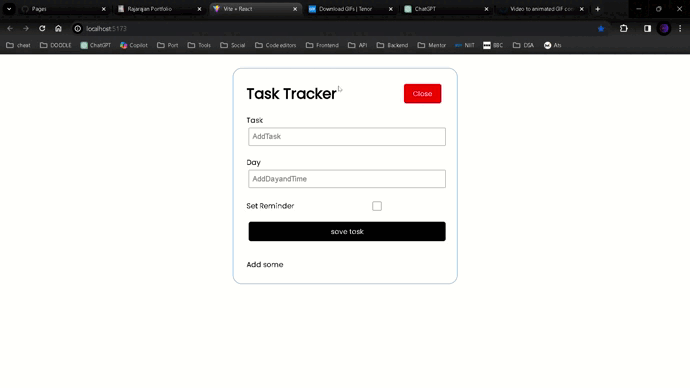 Pages
Rajarajan Portfolio
Vite + React
Download GIFs | Tenor
ChatGPT
Video to animated GIF con
localhost:5173
cheat
DOODLE
ChatGPT
Copilot
Port
Tools
Social
Code editors
Frontend
API
Backend
Mentor
NIIT
BBC
DSA
Ats
Task Tracker
Close
Task
AddTask
Day
AddDayandTime
Set Reminder
save task
Add some